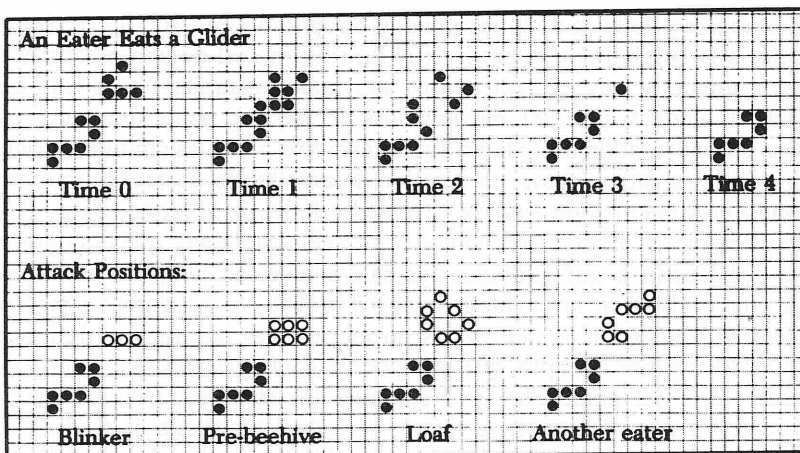 An Eater Eats a Glider
Time 0 Time 1 Time 2 Time 3 Time 4
Attack Positions:
Blinker Pre-beehive Loaf Another eater